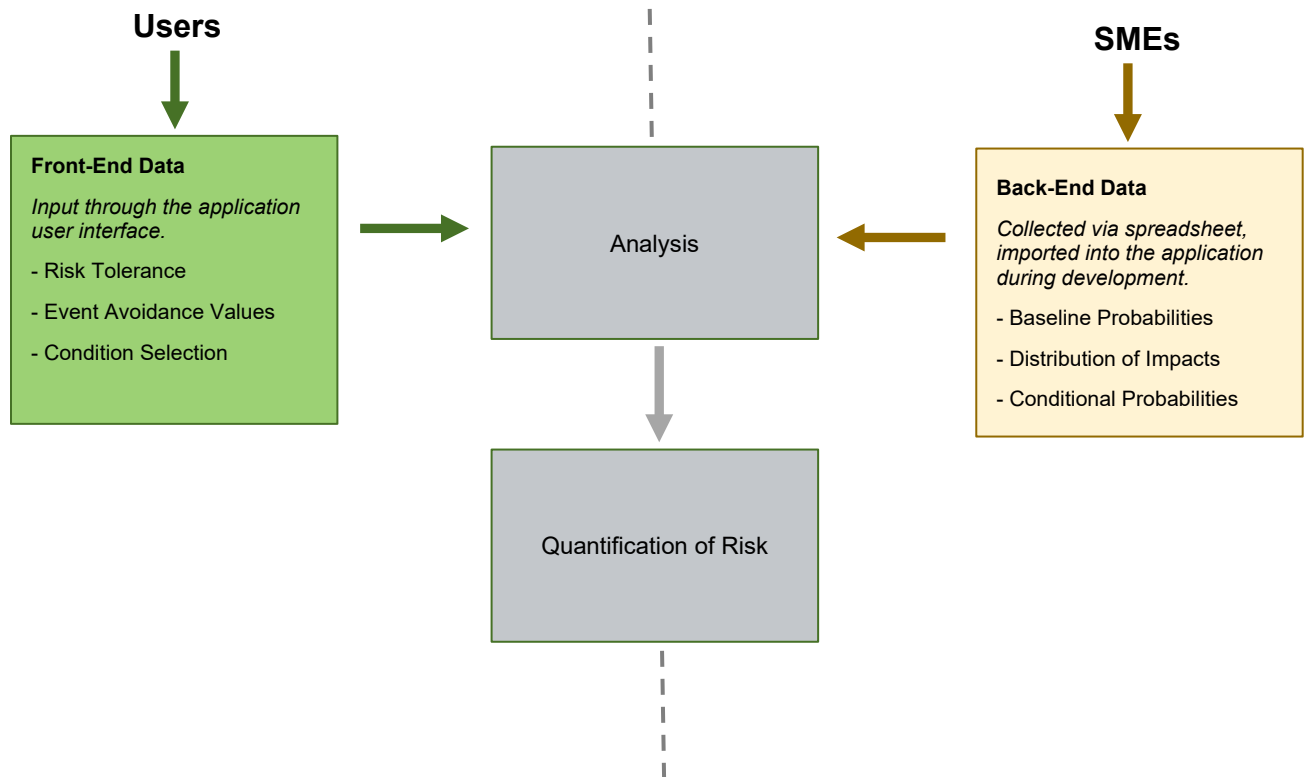 Users
Front-End Data
Input through the application
user interface.
- Risk Tolerance
- Event Avoidance Values
- Condition Selection
Analysis
Quantification of Risk
SMEs
Back-End Data
Collected via spreadsheet,
imported into the application
during development.
- Baseline Probabilities
- Distribution of Impacts
- Conditional Probabilities